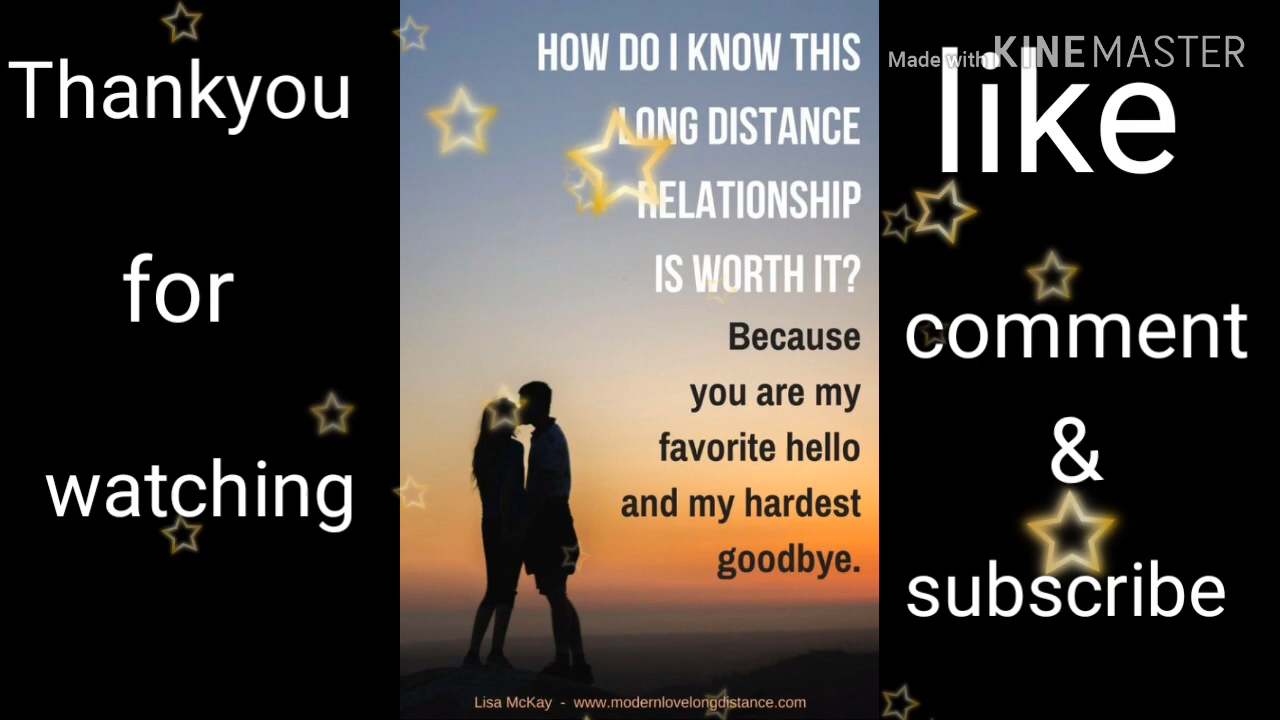 Thankyou
for
watching
HOW DO I KNOW THIS
LONG DISTANCE
RELATIONSHIP
IS WORTH IT?
Because
you are my
favorite hello
and my hardest
goodbye.
Lisa McKay - www.modernlovelongdistance.com
Made with KINEMASTER
like
comment
&
subscribe